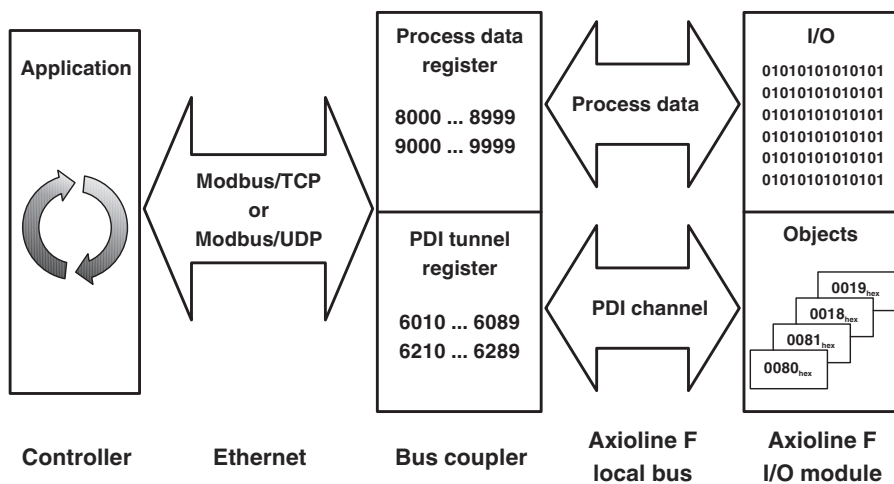 Application
Modbus/TCP
or
Modbus/UDP
Process data
register
8000 ... 8999
9000 ... 9999
PDI tunnel
register
6010 ... 6089
6210 ... 6289
Process data
PDI channel
I/O
01010101010101
01010101010101
01010101010101
01010101010101
01010101010101
01010101010101
Objects
0019hex
0018hex
0081hex
0080hex
Controller
Ethernet
Bus coupler
Axioline F
local bus
Axioline F
I/O module